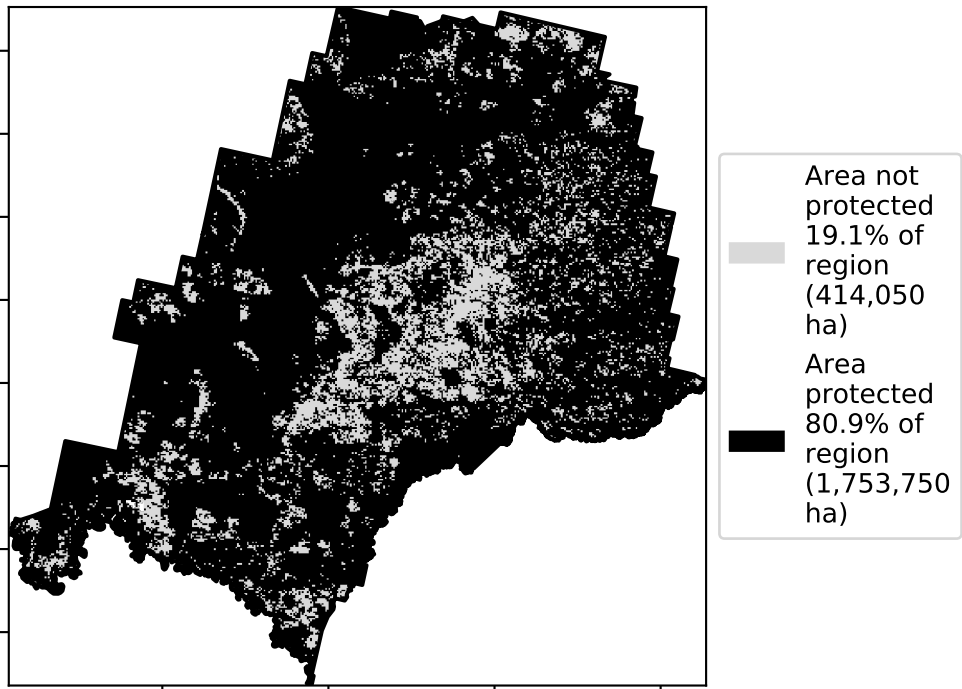 Area not
protected
19.1% of
region
(414,050
ha)
Area
protected
80.9% of
region
(1,753,750
ha)